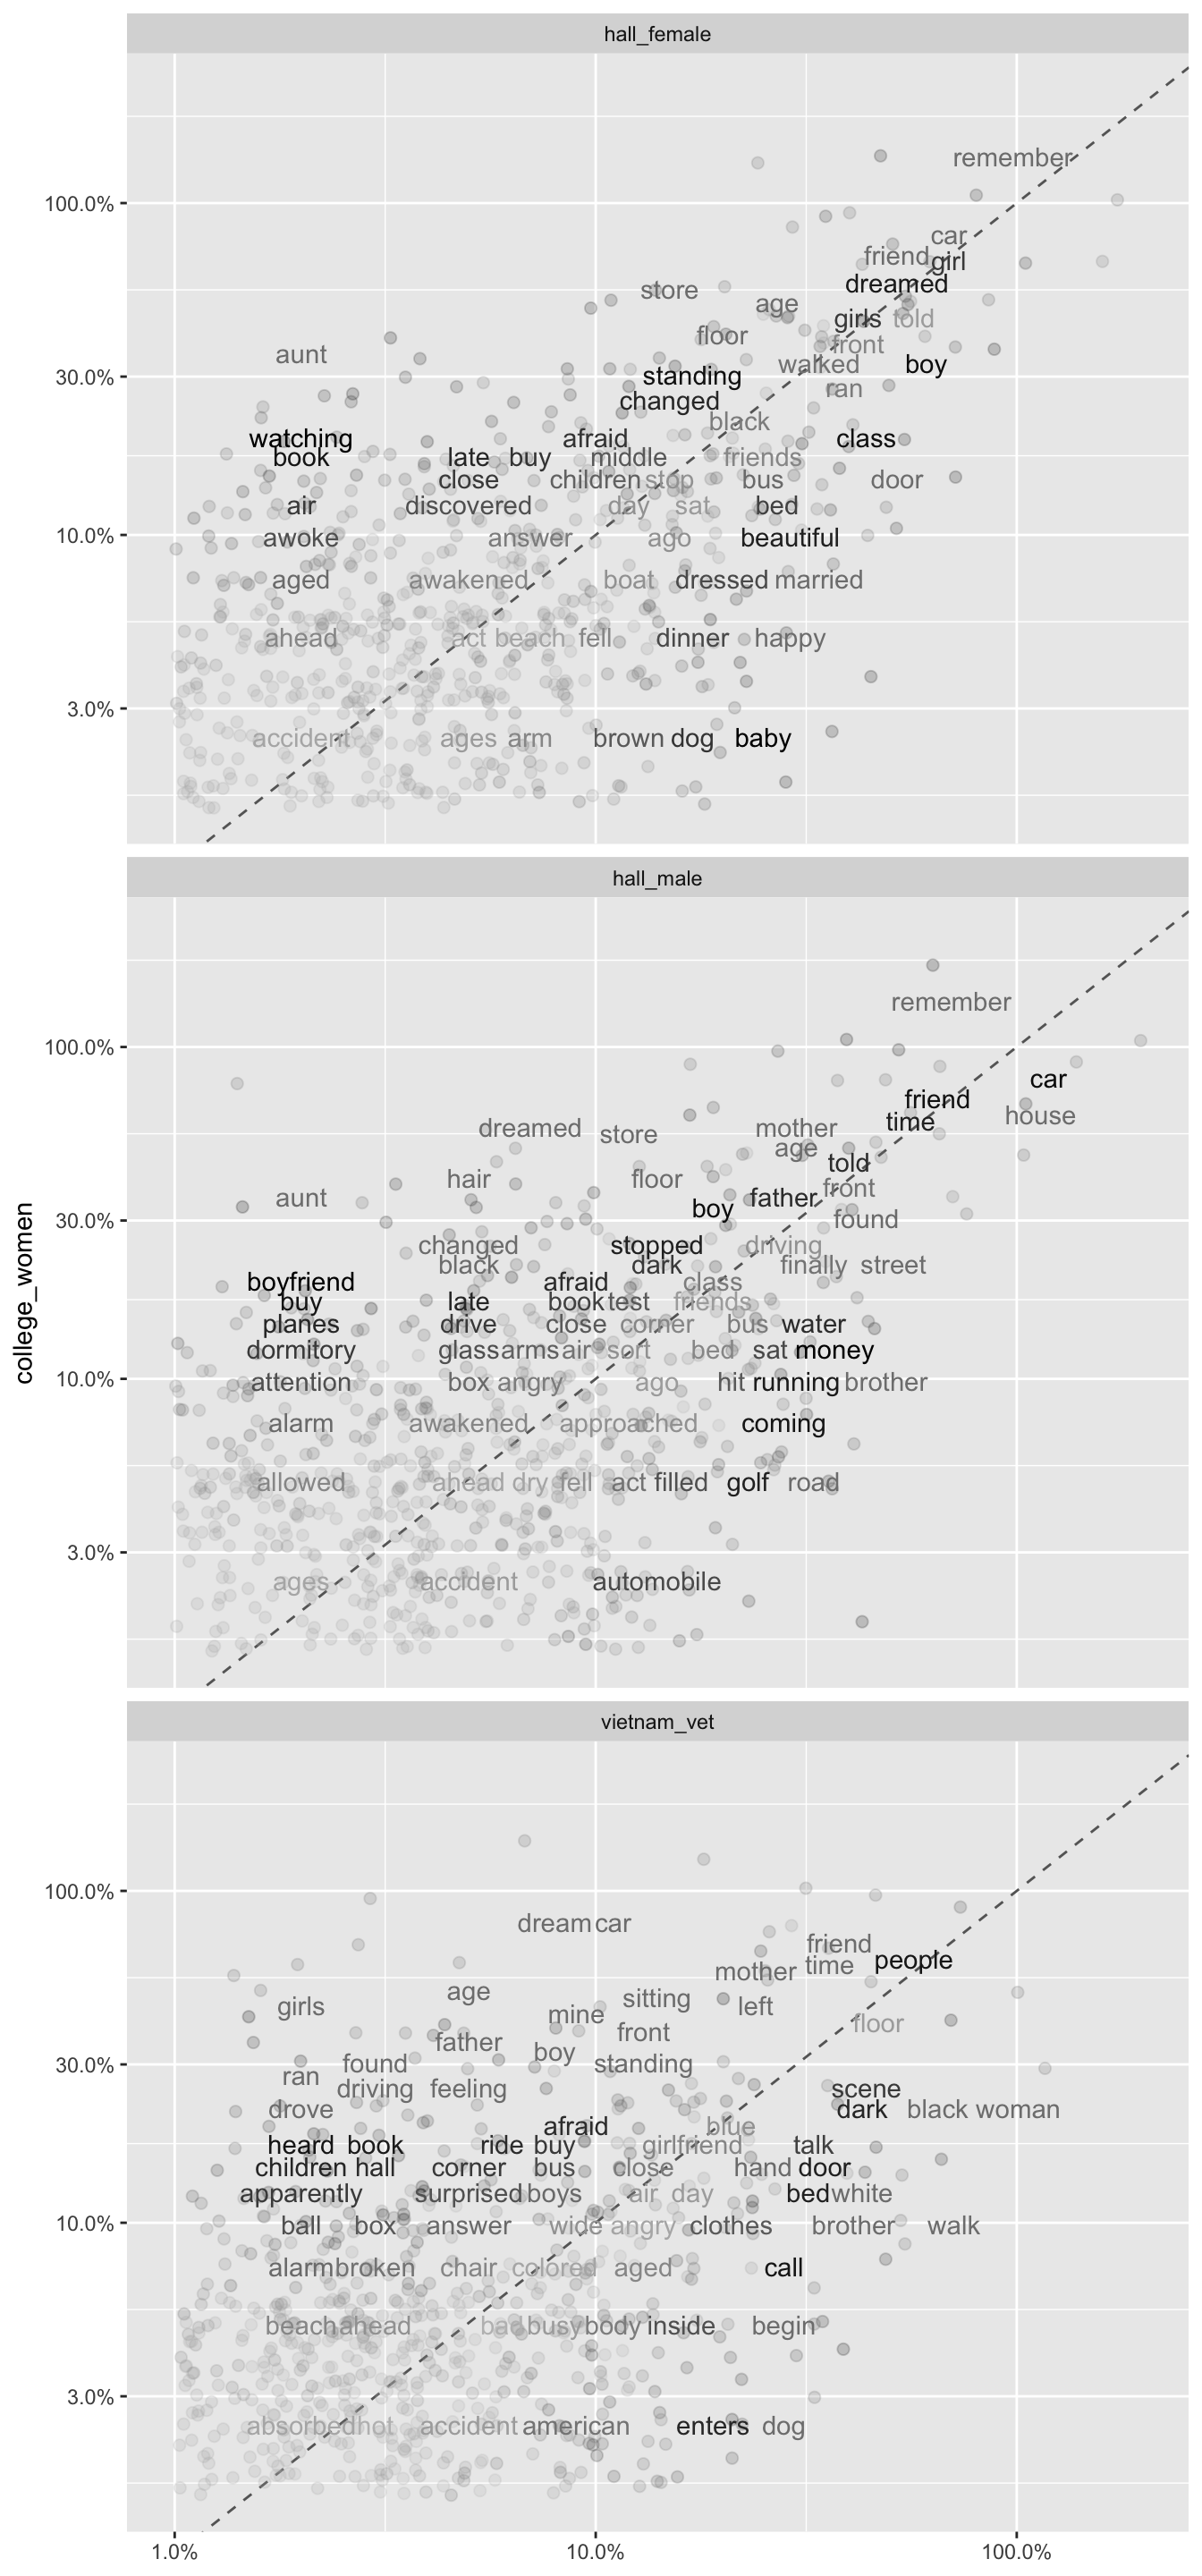 hall_female
remember
100.0%
car
friend girl
dreamed
store
age
girls told
floor
front
aunt
walked boy
30.0%
standing
ran
changed
black
watching afraid class
book late buy middle friends
close children stop bus door
air discovered day sat bed
10.0%
awoke answer ago beautiful
aged awakened boat dressed married
ahead act beach fell dinner happy
3.0%
accident ages arm brown dog baby
hall_male
remember
100.0%
car
friend
house
time
dreamed store mother
age
told
hair floor
front
aunt father
boy
30.0%
found
changed stopped driving
black dark finally street
boyfriend afraid class
buy late book test friends
planes drive close corner bus water
dormitory glass arms air sort bed sat money
10.0%
attention box angry ago hit running brother
alarm awakened approached coming
allowed ahead dry fell act filled golf road
3.0%
ages accident automobile
college_women
vietnam_vet
100.0%
dream car
friend
people
time
mother
age
sitting
girls left
mine
floor
front
father
boy
30.0%
found standing
ran
driving feeling scene
drove dark black woman
afraid blue
heard book ride buy girlfriend talk
children hall corner bus close hand door
apparently surprised boys air day bed white
10.0%
ball box answer wide angry clothes brother walk
alarm broken chair colored aged call
beach ahead bad busy body inside begin
3.0%
absorbed hot accident american enters dog
1.0% 10.0% 100.0%